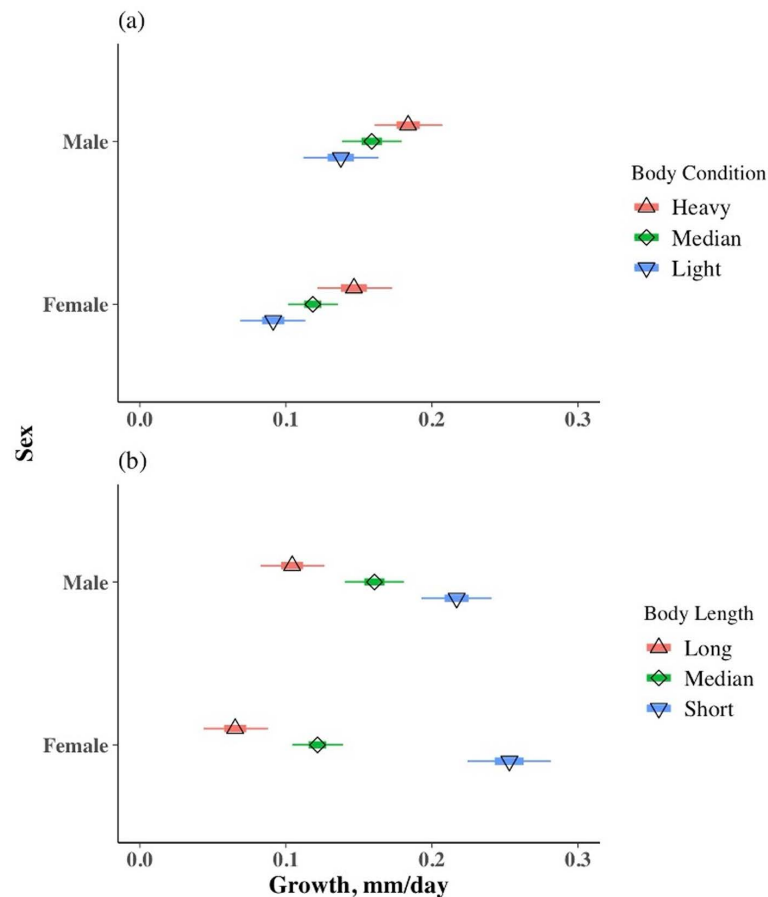 (a)
Male
Female
0.0 0.1 0.2 0.3
Body Condition
Heavy
Median
Light
Sex
(b)
Male
Female
0.0 0.1 0.2 0.3
Growth, mm/day
Body Length
Long
Median
Short